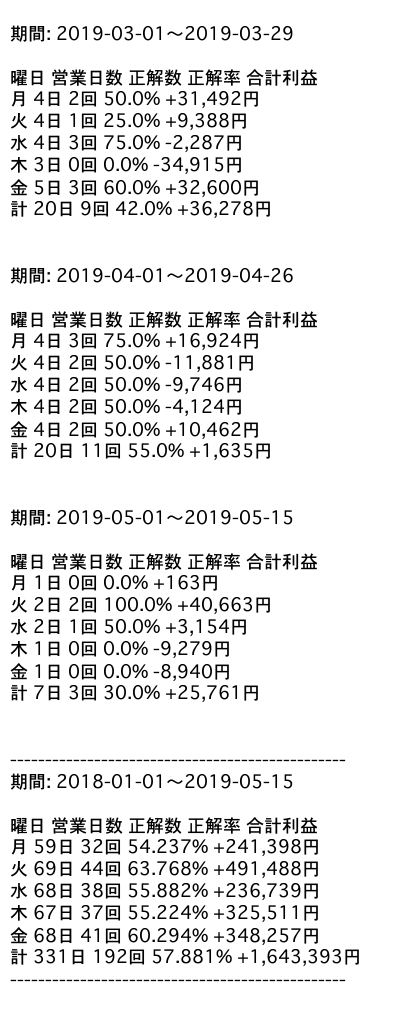 期間: 2019-03-01〜2019-03-29
曜日 営業日数 正解数 正解率 合計利益
月 4日 2回 50.0% +31,492円
火 4日 1回 25.0% +9,388円
水 4日 3回 75.0% -2,287円
木 3日 0回 0.0% -34,915円
金 5日 3回 60.0% +32,600円
計 20日 9回 42.0% +36,278円
期間: 2019-04-01〜2019-04-26
曜日 営業日数 正解数 正解率 合計利益
月 4日 3回 75.0% +16,924円
火 4日 2回 50.0% -11,881円
水 4日 2回 50.0% -9,746円
木 4日 2回 50.0% -4,124円
金 4日 2回 50.0% +10,462円
計 20日 11回 55.0% +1,635円
期間: 2019-05-01〜2019-05-15
曜日 営業日数 正解数 正解率 合計利益
月 1日 0回 0.0% +163円
火 2日 2回 100.0% +40,663円
水 2日 1回 50.0% +3,154円
木 1日 0回 0.0% -9,279円
金 1日 0回 0.0% -8,940円
計 7日 3回 30.0% +25,761円
------------------------------------------------
期間: 2018-01-01〜2019-05-15
曜日 営業日数 正解数 正解率 合計利益
月 59日 32回 54.237% +241,398円
火 69日 44回 63.768% +491,488円
水 68日 38回 55.882% +236,739円
木 67日 37回 55.224% +325,511円
金 68日 41回 60.294% +348,257円
計 331日 192回 57.881% +1,643,393円
------------------------------------------------